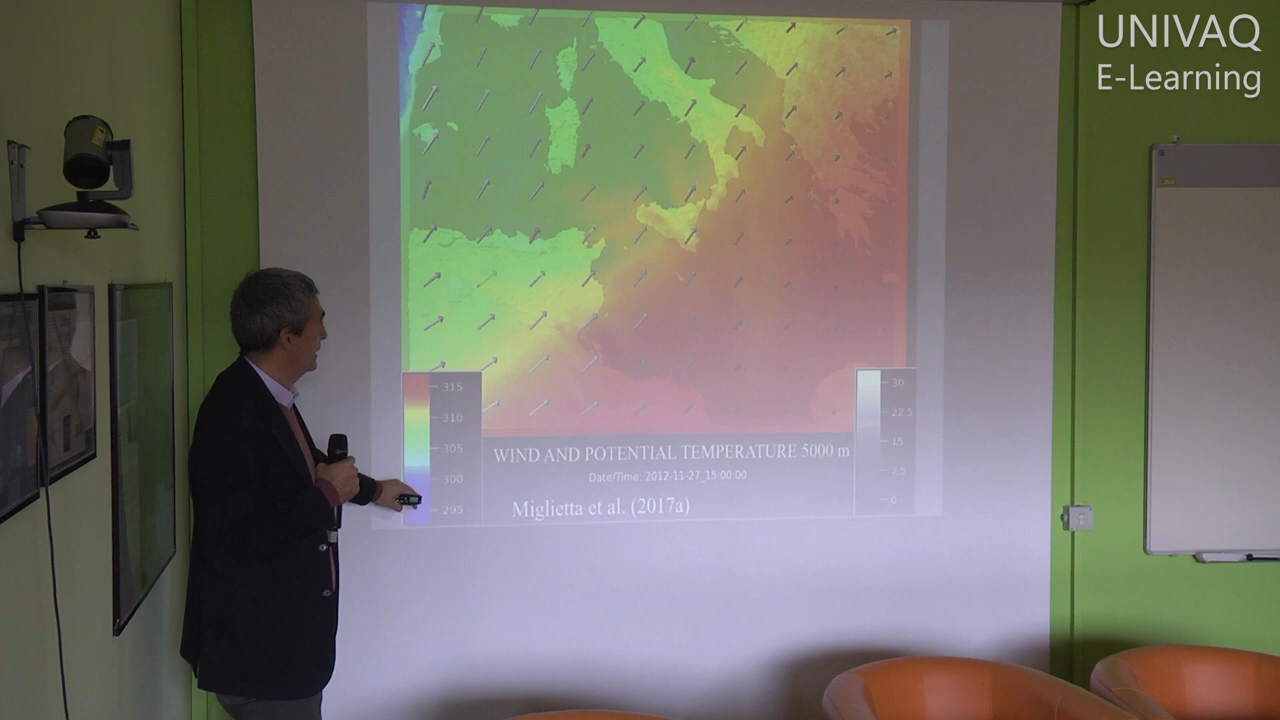 UNIVAQ
E-Learning
315
310
305
300
295
30
22.5
15
7.5
0
WIND AND POTENTIAL TEMPERATURE 5000 m
Date/Time: 2012-11-27_15:00:00
Miglietta et al. (2017a)